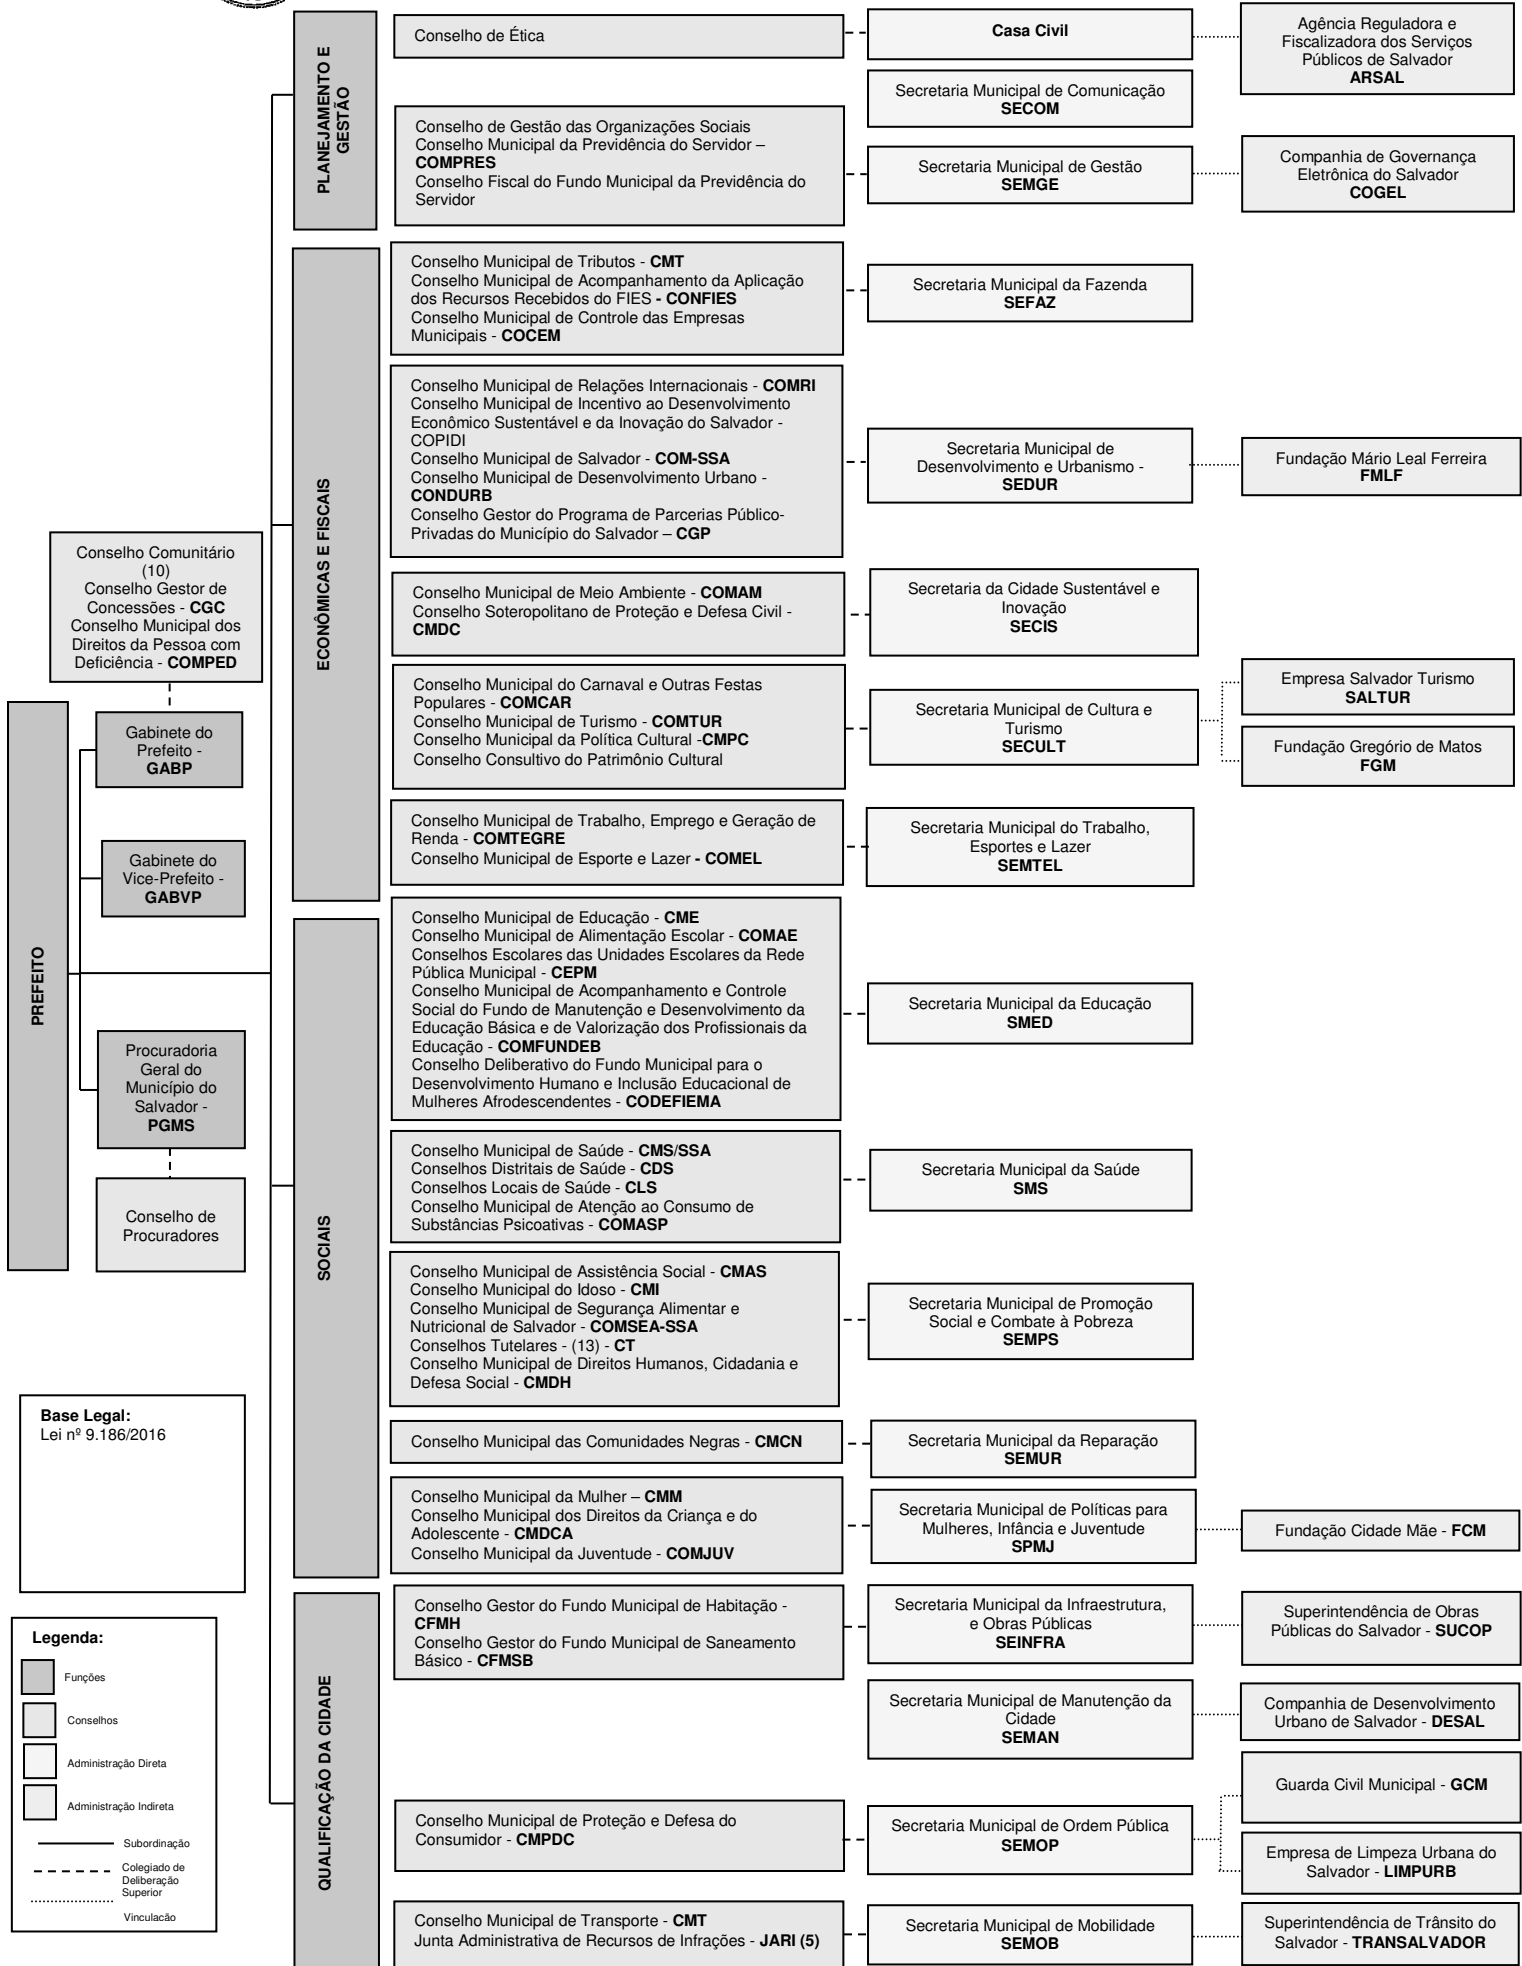 PLANEJAMENTO E
GESTÃO
Conselho de Ética
Casa Civil
Agência Reguladora e
Fiscalizadora dos Serviços
Públicos de Salvador
ARSAL
Secretaria Municipal de Comunicação
SECOM
Conselho de Gestão das Organizações Sociais
Conselho Municipal da Previdência do Servidor –
COMPRES
Conselho Fiscal do Fundo Municipal da Previdência do
Servidor
Secretaria Municipal de Gestão
SEMGE
Companhia de Governança
Eletrônica do Salvador
COGEL
ECONÔMICAS E FISCAIS
Conselho Municipal de Tributos - CMT
Conselho Municipal de Acompanhamento da Aplicação
dos Recursos Recebidos do FIES - CONFIES
Conselho Municipal de Controle das Empresas
Municipais - COCEM
Secretaria Municipal da Fazenda
SEFAZ
Conselho Municipal de Relações Internacionais - COMRI
Conselho Municipal de Incentivo ao Desenvolvimento
Econômico Sustentável e da Inovação do Salvador -
COPIDI
Conselho Municipal de Salvador - COM-SSA
Conselho Municipal de Desenvolvimento Urbano -
CONDURB
Conselho Gestor do Programa de Parcerias Público-
Privadas do Município do Salvador – CGP
Secretaria Municipal de
Desenvolvimento e Urbanismo -
SEDUR
Fundação Mário Leal Ferreira
FMLF
Conselho Municipal de Meio Ambiente - COMAM
Conselho Soteropolitano de Proteção e Defesa Civil -
CMDC
Secretaria da Cidade Sustentável e
Inovação
SECIS
Conselho Municipal do Carnaval e Outras Festas
Populares - COMCAR
Conselho Municipal de Turismo - COMTUR
Conselho Municipal da Política Cultural -CMPC
Conselho Consultivo do Patrimônio Cultural
Secretaria Municipal de Cultura e
Turismo
SECULT
Empresa Salvador Turismo
SALTUR
Fundação Gregório de Matos
FGM
Conselho Municipal de Trabalho, Emprego e Geração de
Renda - COMTEGRE
Conselho Municipal de Esporte e Lazer - COMEL
Secretaria Municipal do Trabalho,
Esportes e Lazer
SEMTEL
Conselho Comunitário
(10)
Conselho Gestor de
Concessões - CGC
Conselho Municipal dos
Direitos da Pessoa com
Deficiência - COMPED
PREFEITO
Gabinete do
Prefeito -
GABP
Gabinete do
Vice-Prefeito -
GABVP
Procuradoria
Geral do
Município do
Salvador -
PGMS
Conselho de
Procuradores
SOCIAIS
Conselho Municipal de Educação - CME
Conselho Municipal de Alimentação Escolar - COMAE
Conselhos Escolares das Unidades Escolares da Rede
Pública Municipal - CEPM
Conselho Municipal de Acompanhamento e Controle
Social do Fundo de Manutenção e Desenvolvimento da
Educação Básica e de Valorização dos Profissionais da
Educação - COMFUNDEB
Conselho Deliberativo do Fundo Municipal para o
Desenvolvimento Humano e Inclusão Educacional de
Mulheres Afrodescendentes - CODEFIEMA
Secretaria Municipal da Educação
SMED
Conselho Municipal de Saúde - CMS/SSA
Conselhos Distritais de Saúde - CDS
Conselhos Locais de Saúde - CLS
Conselho Municipal de Atenção ao Consumo de
Substâncias Psicoativas - COMASP
Secretaria Municipal da Saúde
SMS
Conselho Municipal de Assistência Social - CMAS
Conselho Municipal do Idoso - CMI
Conselho Municipal de Segurança Alimentar e
Nutricional de Salvador - COMSEA-SSA
Conselhos Tutelares - (13) - CT
Conselho Municipal de Direitos Humanos, Cidadania e
Defesa Social - CMDH
Secretaria Municipal de Promoção
Social e Combate à Pobreza
SEMPS
Conselho Municipal das Comunidades Negras - CMCN
Secretaria Municipal da Reparação
SEMUR
Conselho Municipal da Mulher – CMM
Conselho Municipal dos Direitos da Criança e do
Adolescente - CMDCA
Conselho Municipal da Juventude - COMJUV
Secretaria Municipal de Políticas para
Mulheres, Infância e Juventude
SPMJ
Fundação Cidade Mãe - FCM
QUALIFICAÇÃO DA CIDADE
Conselho Gestor do Fundo Municipal de Habitação -
CFMH
Conselho Gestor do Fundo Municipal de Saneamento
Básico - CFMSB
Secretaria Municipal da Infraestrutura,
e Obras Públicas
SEINFRA
Superintendência de Obras
Públicas do Salvador - SUCOP
Secretaria Municipal de Manutenção da
Cidade
SEMAN
Companhia de Desenvolvimento
Urbano de Salvador - DESAL
Conselho Municipal de Proteção e Defesa do
Consumidor - CMPDC
Secretaria Municipal de Ordem Pública
SEMOP
Guarda Civil Municipal - GCM
Empresa de Limpeza Urbana do
Salvador - LIMPURB
Conselho Municipal de Transporte - CMT
Junta Administrativa de Recursos de Infrações - JARI (5)
Secretaria Municipal de Mobilidade
SEMOB
Superintendência de Trânsito do
Salvador - TRANSALVADOR
Base Legal:
Lei nº 9.186/2016
Legenda:
Funções
Conselhos
Administração Direta
Administração Indireta
Subordinação
Colegiado de
Deliberação
Superior
Vinculacão